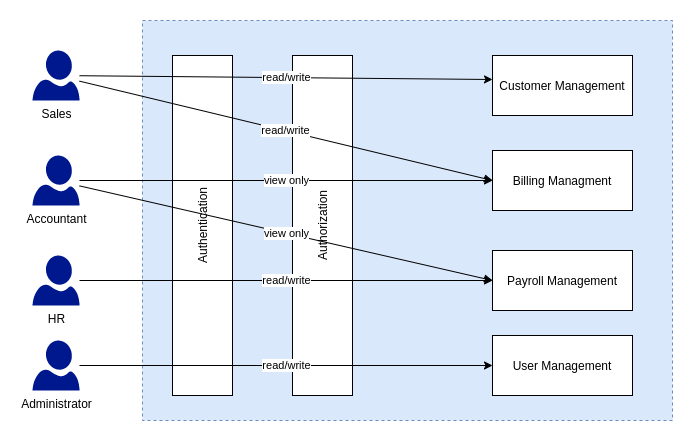 Sales
Accountant
HR
Administrator
Authentication
Authorization
read/write
read/write
view only
view only
read/write
read/write
Customer Management
Billing Managment
Payroll Management
User Management